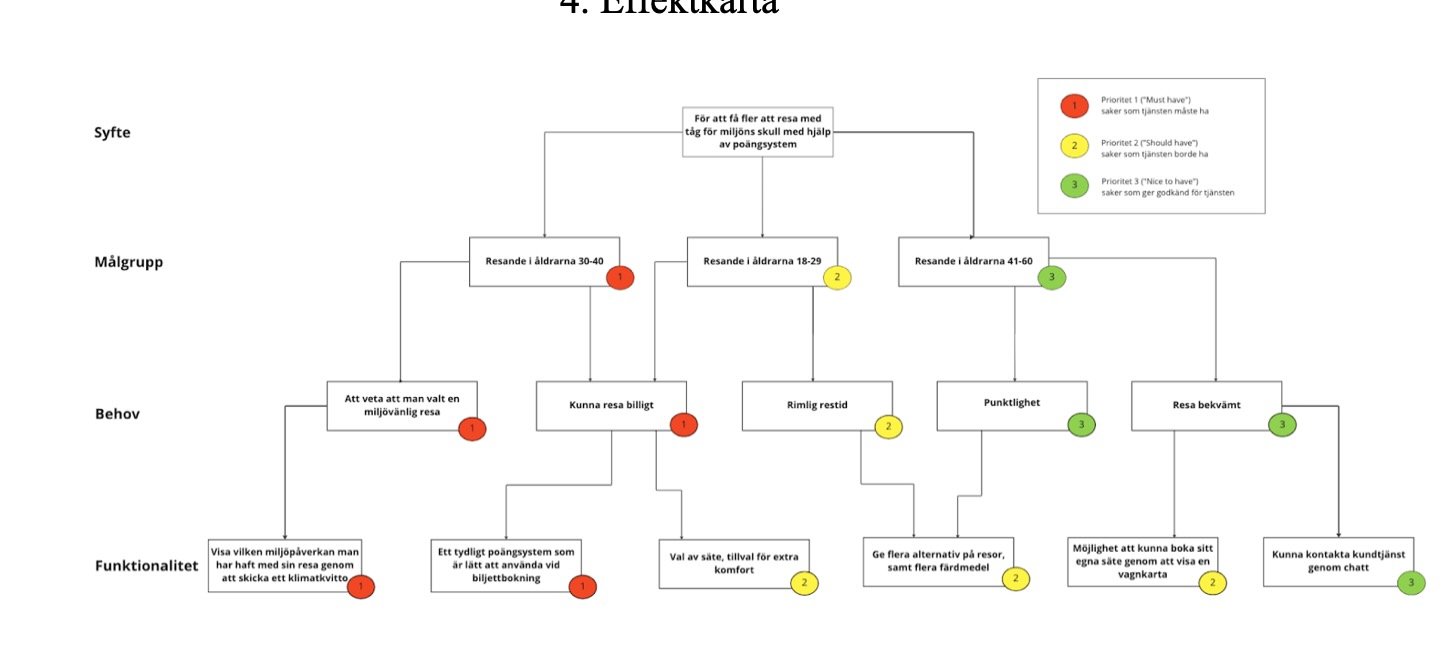 4. Effektkarta
1
Prioritet 1 ("Must have")
saker som tjänsten måste ha
2
Prioritet 2 ("Should have")
saker som tjänsten borde ha
3
Prioritet 3 ("Nice to have")
saker som ger godkänd för tjänsten
Syfte
För att få fler att resa med
tåg för miljöns skull med hjälp
av poängsystem
Målgrupp
Resande i åldrarna 30-40
1
Resande i åldrarna 18-29
2
Resande i åldrarna 41-60
3
Behov
Att veta att man valt en
miljövänlig resa
1
Kunna resa billigt
1
Rimlig restid
2
Punktlighet
3
Resa bekvämt
3
Funktionalitet
Visa vilken miljöpåverkan man
har haft med sin resa genom
att skicka ett klimatkvitto
1
Ett tydligt poängsystem som
är lätt att använda vid
biljettbokning
1
Val av säte, tillval för extra
komfort
2
Ge flera alternativ på resor,
samt flera färdmedel
2
Möjlighet att kunna boka sitt
egna säte genom att visa en
vagnkarta
2
Kunna kontakta kundtjänst
genom chatt
3